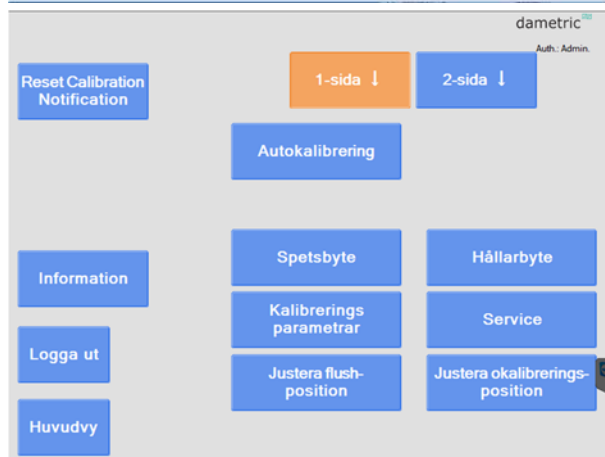 dametric
Auth.: Admin.
Reset Calibration
Notification
1-sida ↓
2-sida ↓
Autokalibrering
Spetsbyte
Hållarbyte
Information
Kalibrerings
parametrar
Service
Logga ut
Justera flush-
position
Justera okalibrerings-
position
Huvudvy